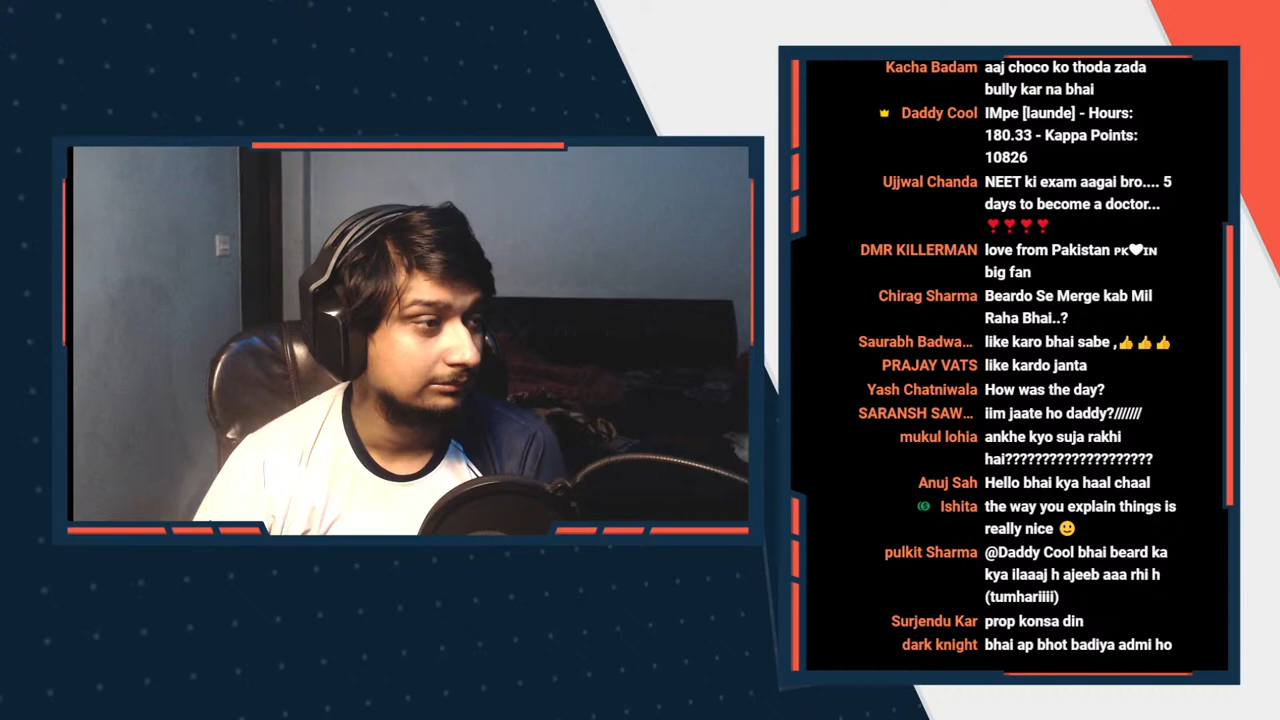 Kacha Badam aaj choco ko thoda zada
bully kar na bhai
Daddy Cool IMpe [launde] - Hours:
180.33 - Kappa Points:
10826
Ujjwal Chanda NEET ki exam aagai bro.... 5
days to become a doctor...
❣❣❣❣
DMR KILLERMAN love from Pakistan ᴘᴋ🤍ɪɴ
big fan
Chirag Sharma Beardo Se Merge kab Mil
Raha Bhai..?
Saurabh Badwa... like karo bhai sabe ,👍👍👍
PRAJAY VATS like kardo janta
Yash Chatniwala How was the day?
SARANSH SAW... iim jaate ho daddy?///////
mukul lohia ankhe kyo suja rakhi
hai????????????????????
Anuj Sah Hello bhai kya haal chaal
Ishita the way you explain things is
really nice 🙂
pulkit Sharma @Daddy Cool bhai beard ka
kya ilaaaj h ajeeb aaa rhi h
(tumhariiii)
Surjendu Kar prop konsa din
dark knight bhai ap bhot badiya admi ho